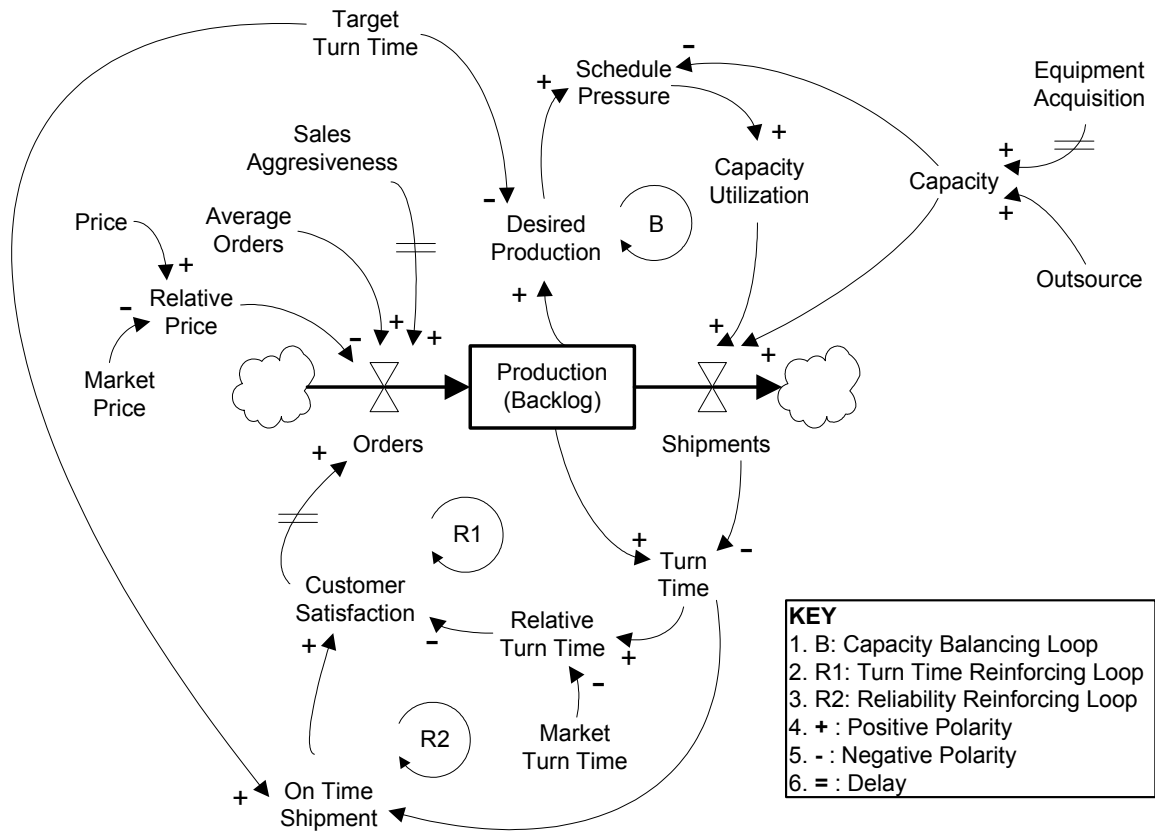 Target
Turn Time
Schedule
Pressure
-
+
Equipment
Acquisition
Sales
Aggresiveness
+
+
Capacity
Utilization
Capacity
+
+
-
Desired
Production
B
Price
Average
Orders
Outsource
+
-
Relative
Price
+
-
+
+
+
+
Market
Price
Production
(Backlog)
Orders
Shipments
+
R1
+
-
Turn
Time
Customer
Satisfaction
Relative
Turn Time
-
+
+
-
R2
Market
Turn Time
On Time
Shipment
+
KEY
1. B: Capacity Balancing Loop
2. R1: Turn Time Reinforcing Loop
3. R2: Reliability Reinforcing Loop
4. + : Positive Polarity
5. - : Negative Polarity
6. = : Delay